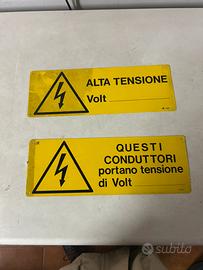 ALTA TENSIONE
Volt
QUESTI
CONDUTTORI
portano tensione
di Volt
subito